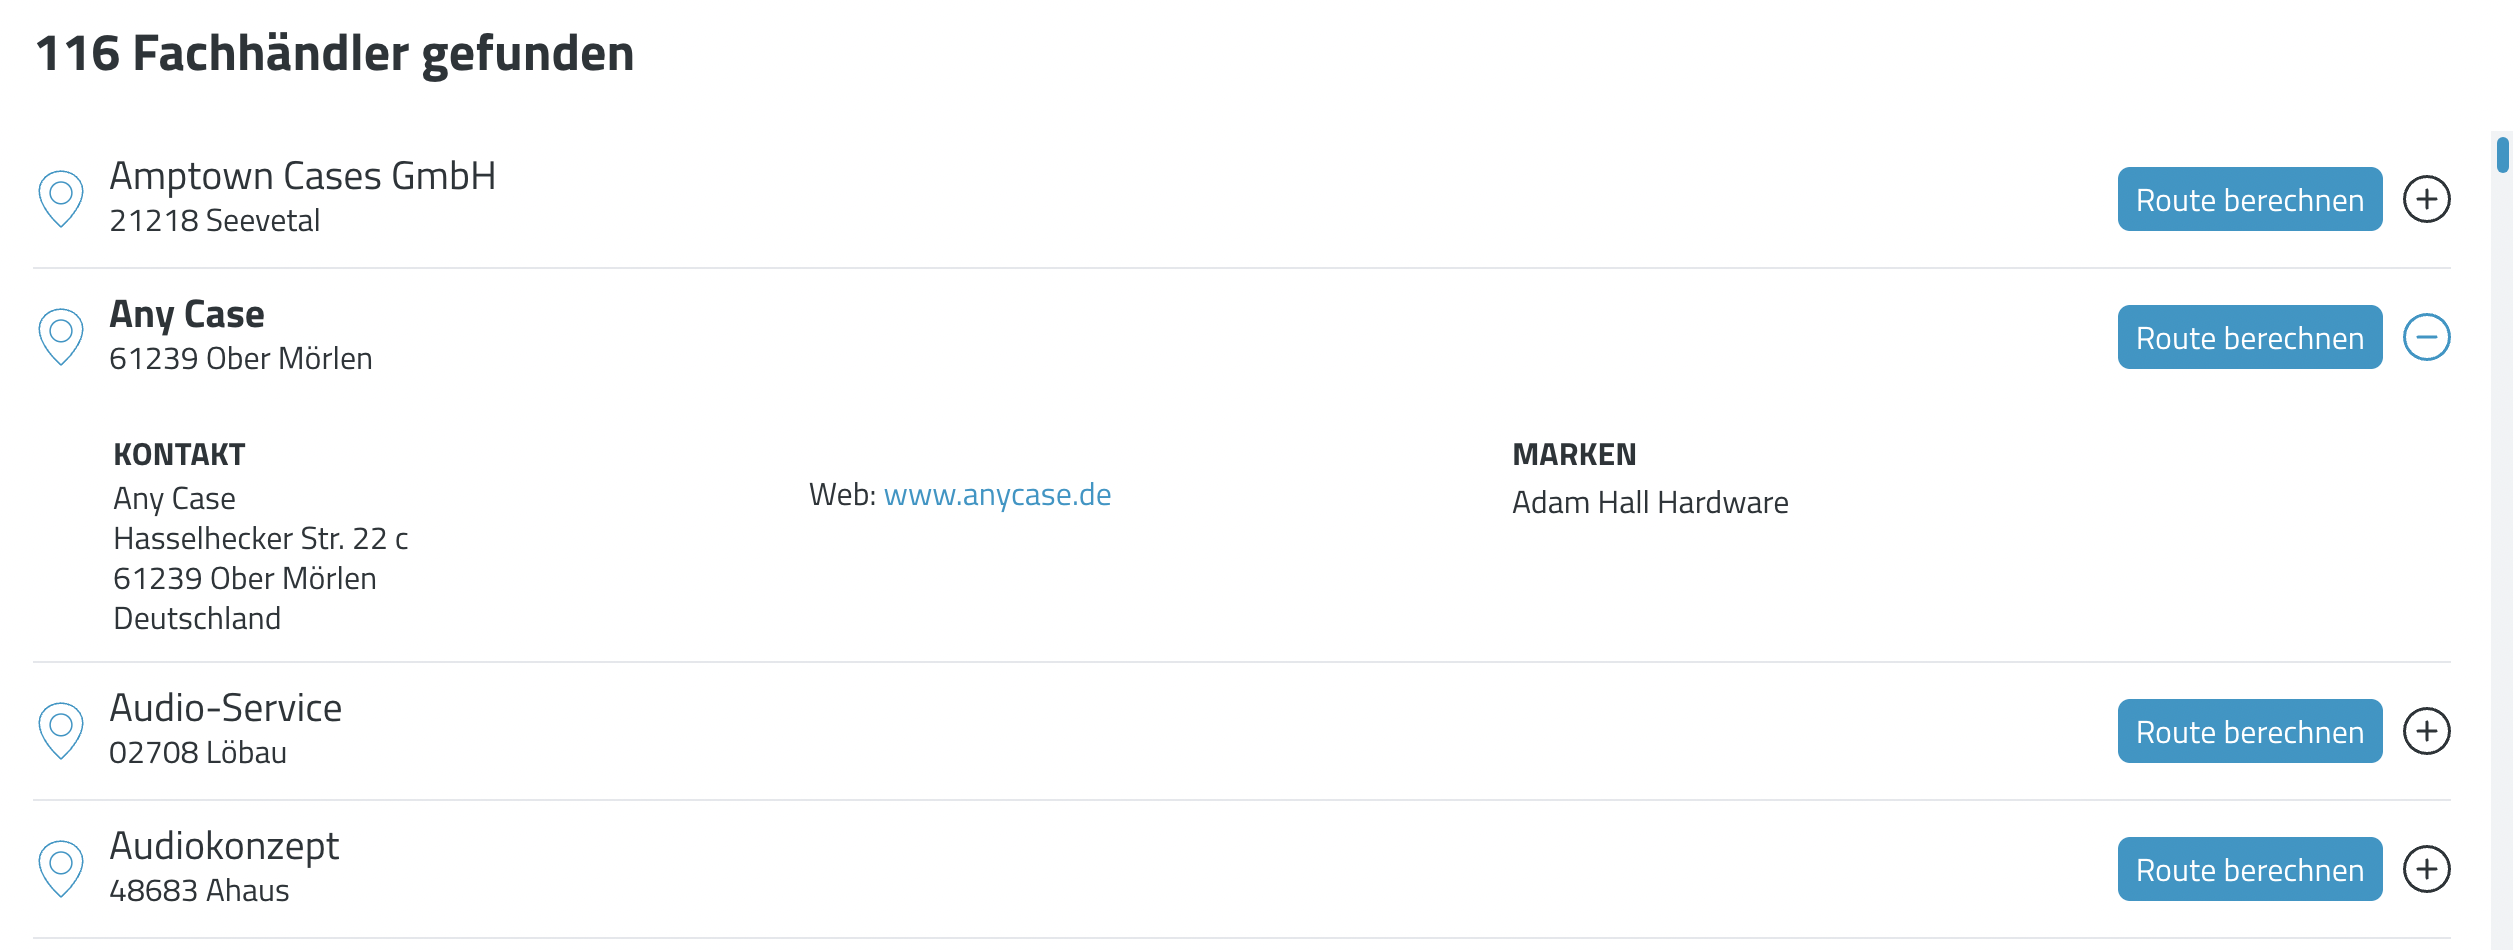 116 Fachhändler gefunden
Amptown Cases GmbH
21218 Seevetal
Route berechnen
Any Case
61239 Ober Mörlen
Route berechnen
KONTAKT
Any Case
Hasselhecker Str. 22 c
61239 Ober Mörlen
Deutschland
Web: www.anycase.de
MARKEN
Adam Hall Hardware
Audio-Service
02708 Löbau
Route berechnen
Audiokonzept
48683 Ahaus
Route berechnen